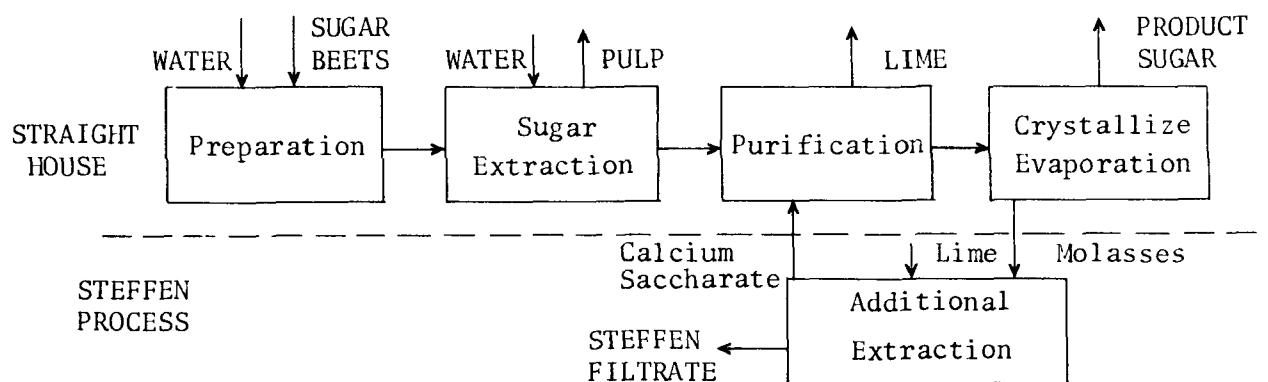 WATER
SUGAR
BEETS
WATER
PULP
LIME
PRODUCT
SUGAR
STRAIGHT
HOUSE
Preparation
Sugar
Extraction
Purification
Crystallize
Evaporation
Calcium
Saccharate
Lime
Molasses
STEFFEN
PROCESS
Additional
Extraction
STEFFEN
FILTRATE